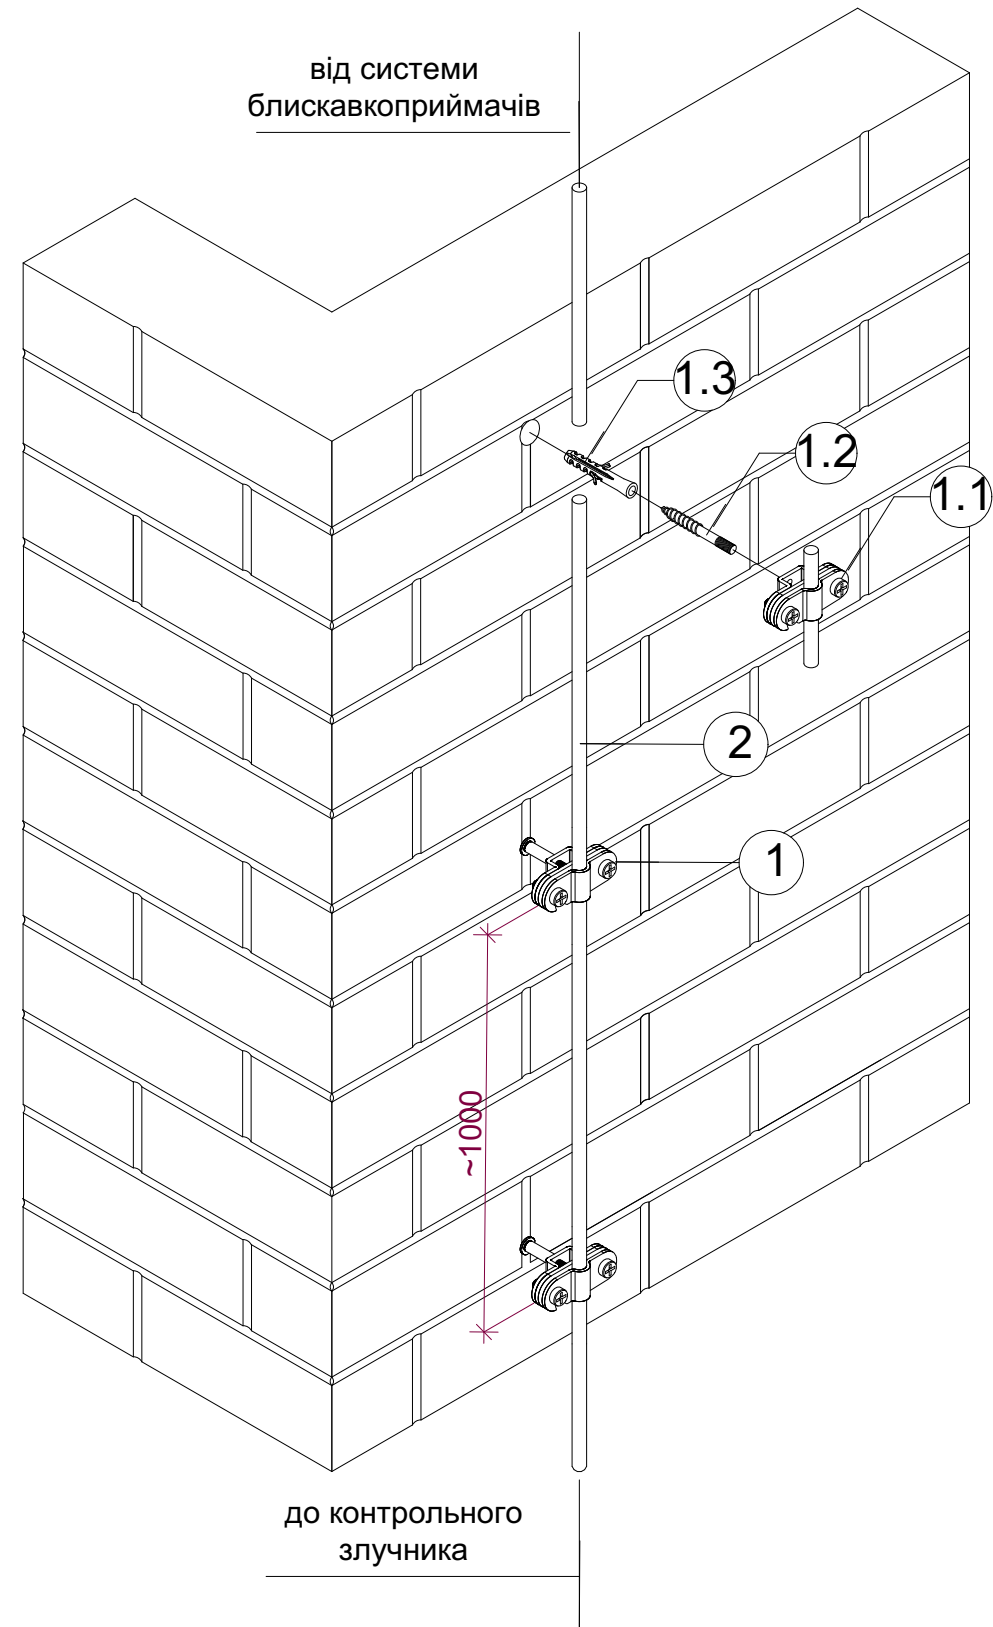 від системи
блискавкоприймачів
1.3
1.2
1.1
2
1
~1000
до контрольного
злучника